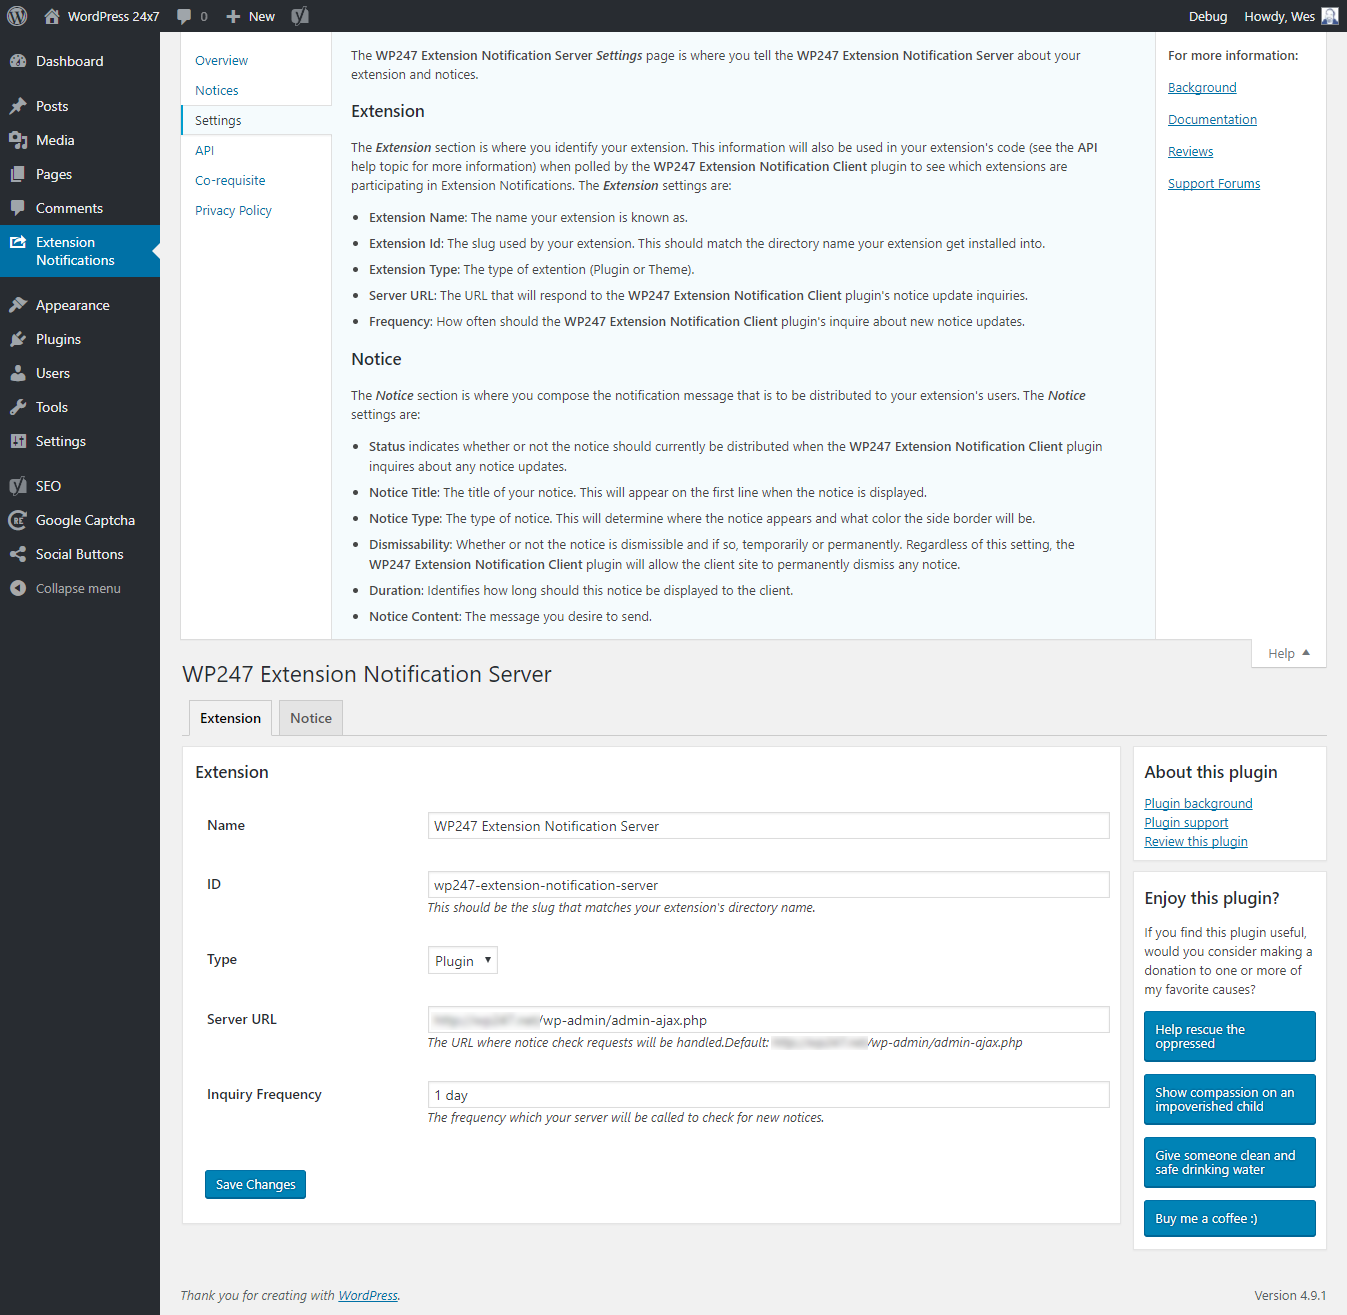 WordPress 24x7 0 New Debug Howdy, Wes
Dashboard
Posts
Media
Pages
Comments
Extension
Notifications
Appearance
Plugins
Users
Tools
Settings
SEO
Google Captcha
Social Buttons
Collapse menu
Overview
Notices
Settings
API
Co-requisite
Privacy Policy
The WP247 Extension Notification Server Settings page is where you tell the WP247 Extension Notification Server about your
extension and notices.
Extension
The Extension section is where you identify your extension. This information will also be used in your extension's code (see the API
help topic for more information) when polled by the WP247 Extension Notification Client plugin to see which extensions are
participating in Extension Notifications. The Extension settings are:
• Extension Name: The name your extension is known as.
• Extension Id: The slug used by your extension. This should match the directory name your extension get installed into.
• Extension Type: The type of extention (Plugin or Theme).
• Server URL: The URL that will respond to the WP247 Extension Notification Client plugin's notice update inquiries.
• Frequency: How often should the WP247 Extension Notification Client plugin's inquire about new notice updates.
Notice
The Notice section is where you compose the notification message that is to be distributed to your extension's users. The Notice
settings are:
• Status indicates whether or not the notice should currently be distributed when the WP247 Extension Notification Client plugin
inquires about any notice updates.
• Notice Title: The title of your notice. This will appear on the first line when the notice is displayed.
• Notice Type: The type of notice. This will determine where the notice appears and what color the side border will be.
• Dismissability: Whether or not the notice is dismissible and if so, temporarily or permanently. Regardless of this setting, the
WP247 Extension Notification Client plugin will allow the client site to permanently dismiss any notice.
• Duration: Identifies how long should this notice be displayed to the client.
• Notice Content: The message you desire to send.
For more information:
Background
Documentation
Reviews
Support Forums
Help
WP247 Extension Notification Server
Extension Notice
Extension
Name WP247 Extension Notification Server
ID wp247-extension-notification-server
This should be the slug that matches your extension's directory name.
Type Plugin
Server URL /wp-admin/admin-ajax.php
The URL where notice check requests will be handled.Default: /wp-admin/admin-ajax.php
Inquiry Frequency 1 day
The frequency which your server will be called to check for new notices.
Save Changes
About this plugin
Plugin background
Plugin support
Review this plugin
Enjoy this plugin?
If you find this plugin useful,
would you consider making a
donation to one or more of
my favorite causes?
Help rescue the
oppressed
Show compassion on an
impoverished child
Give someone clean and
safe drinking water
Buy me a coffee :)
Thank you for creating with WordPress. Version 4.9.1